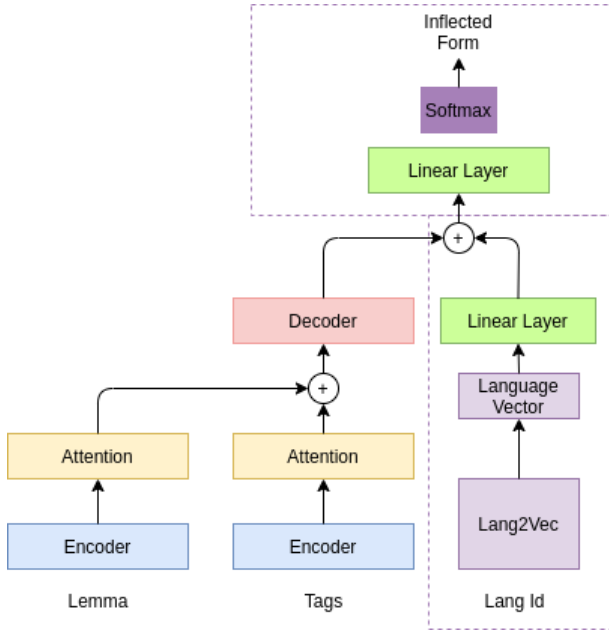 Inflected
Form
Softmax
Linear Layer
+
Decoder
Linear Layer
+
Language
Vector
Attention
Attention
Lang2Vec
Encoder
Encoder
Lemma
Tags
Lang Id